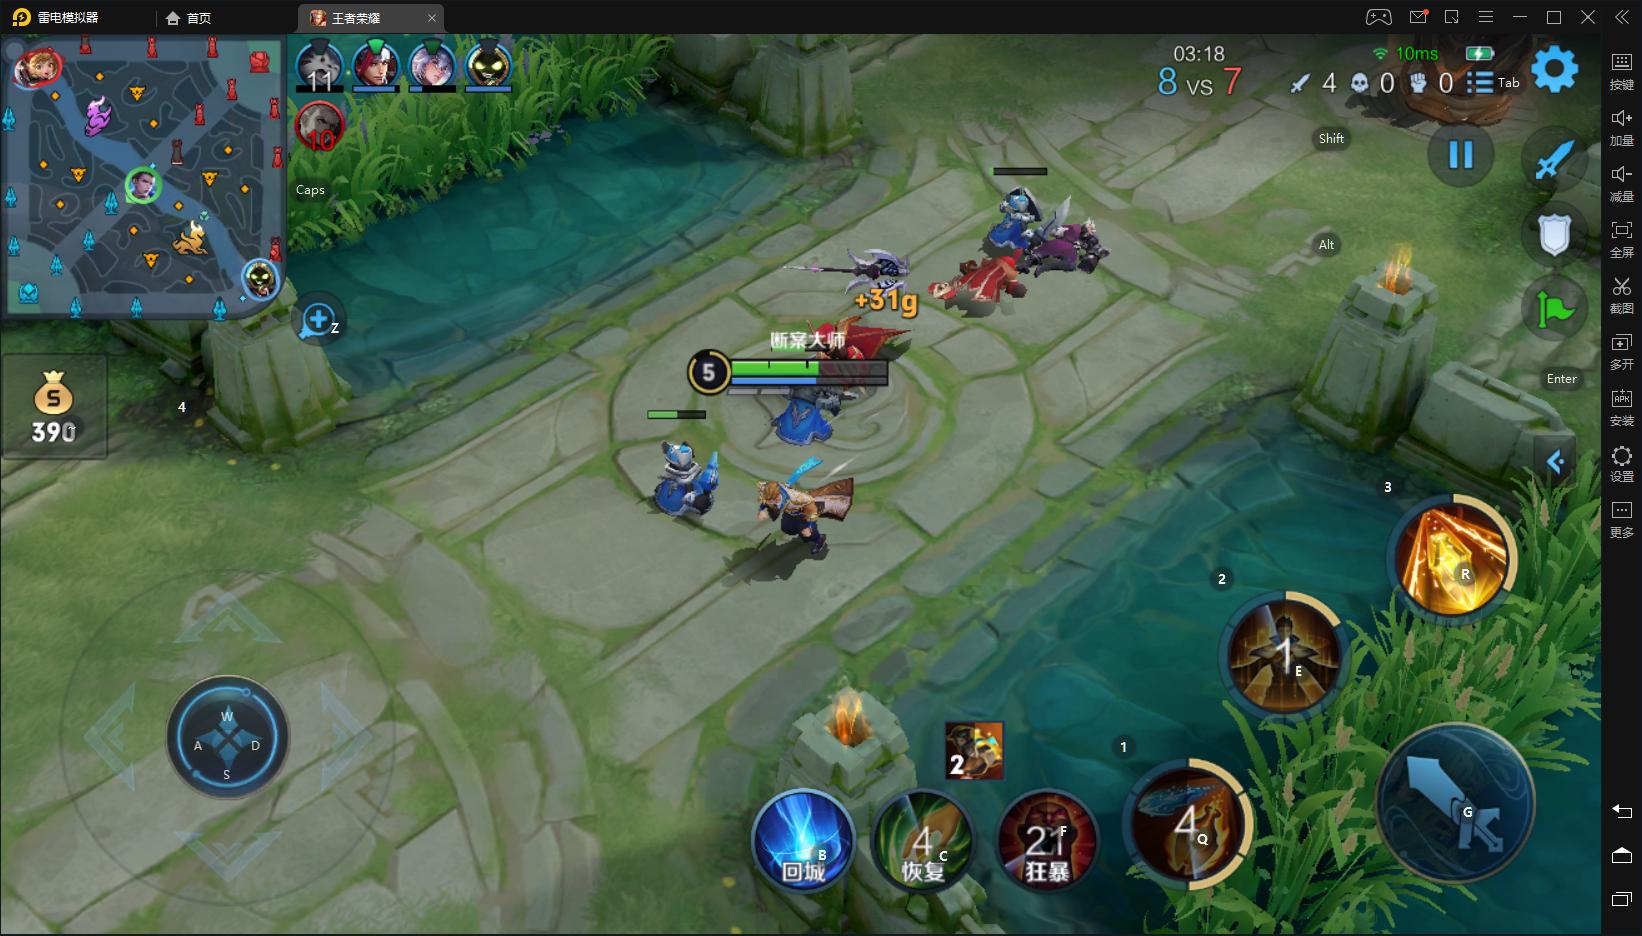 雷电模拟器
首页
王者荣耀
11
10
Caps
03:18
10ms
8 vs 7
4
0
0
Tab
Shift
Alt
Enter
Z
4
390
+31g
断案大师
5
W
A
D
S
3
R
2
1
E
1
4
Q
G
2
B
回城
4
C
恢复
21
F
狂暴
按键
加量
减量
全屏
截图
多开
APK
安装
设置
更多